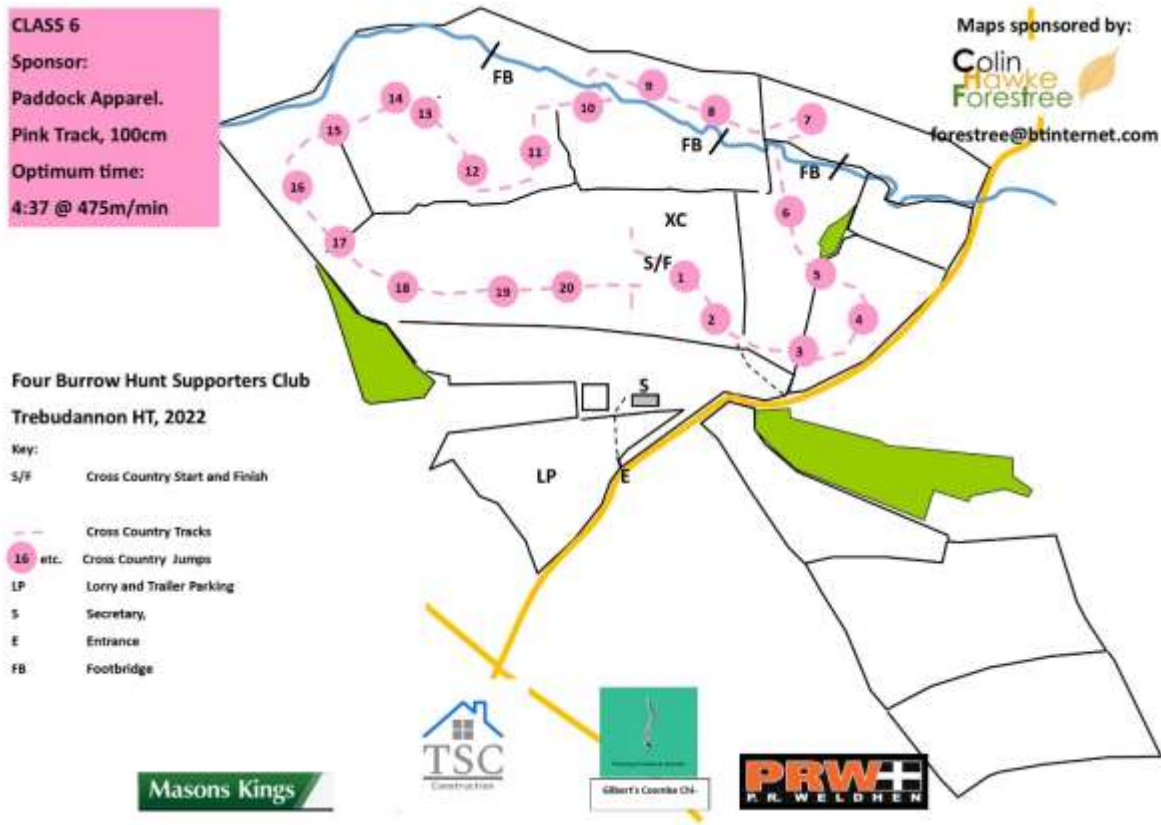 CLASS 6
Sponsor:
Paddock Apparel.
Pink Track, 100cm
Optimum time:
4:37 @ 475m/min
Maps sponsored by:
Colin
Hawke
Forestree
forestree@btinternet.com
FB
14
13
15
9
10
8
7
FB
11
12
FB
16
6
XC
17
S/F
1
5
18
19
20
2
4
3
Four Burrow Hunt Supporters Club
Trebudannon HT, 2022
S
Key:
S/F Cross Country Start and Finish
LP
E
Cross Country Tracks
16 etc. Cross Country Jumps
LP Lorry and Trailer Parking
S Secretary,
E Entrance
FB Footbridge
TSC
Construction
Masons Kings
Gilbert's Coombe Chi-
PRW
P.R. WELDHEN